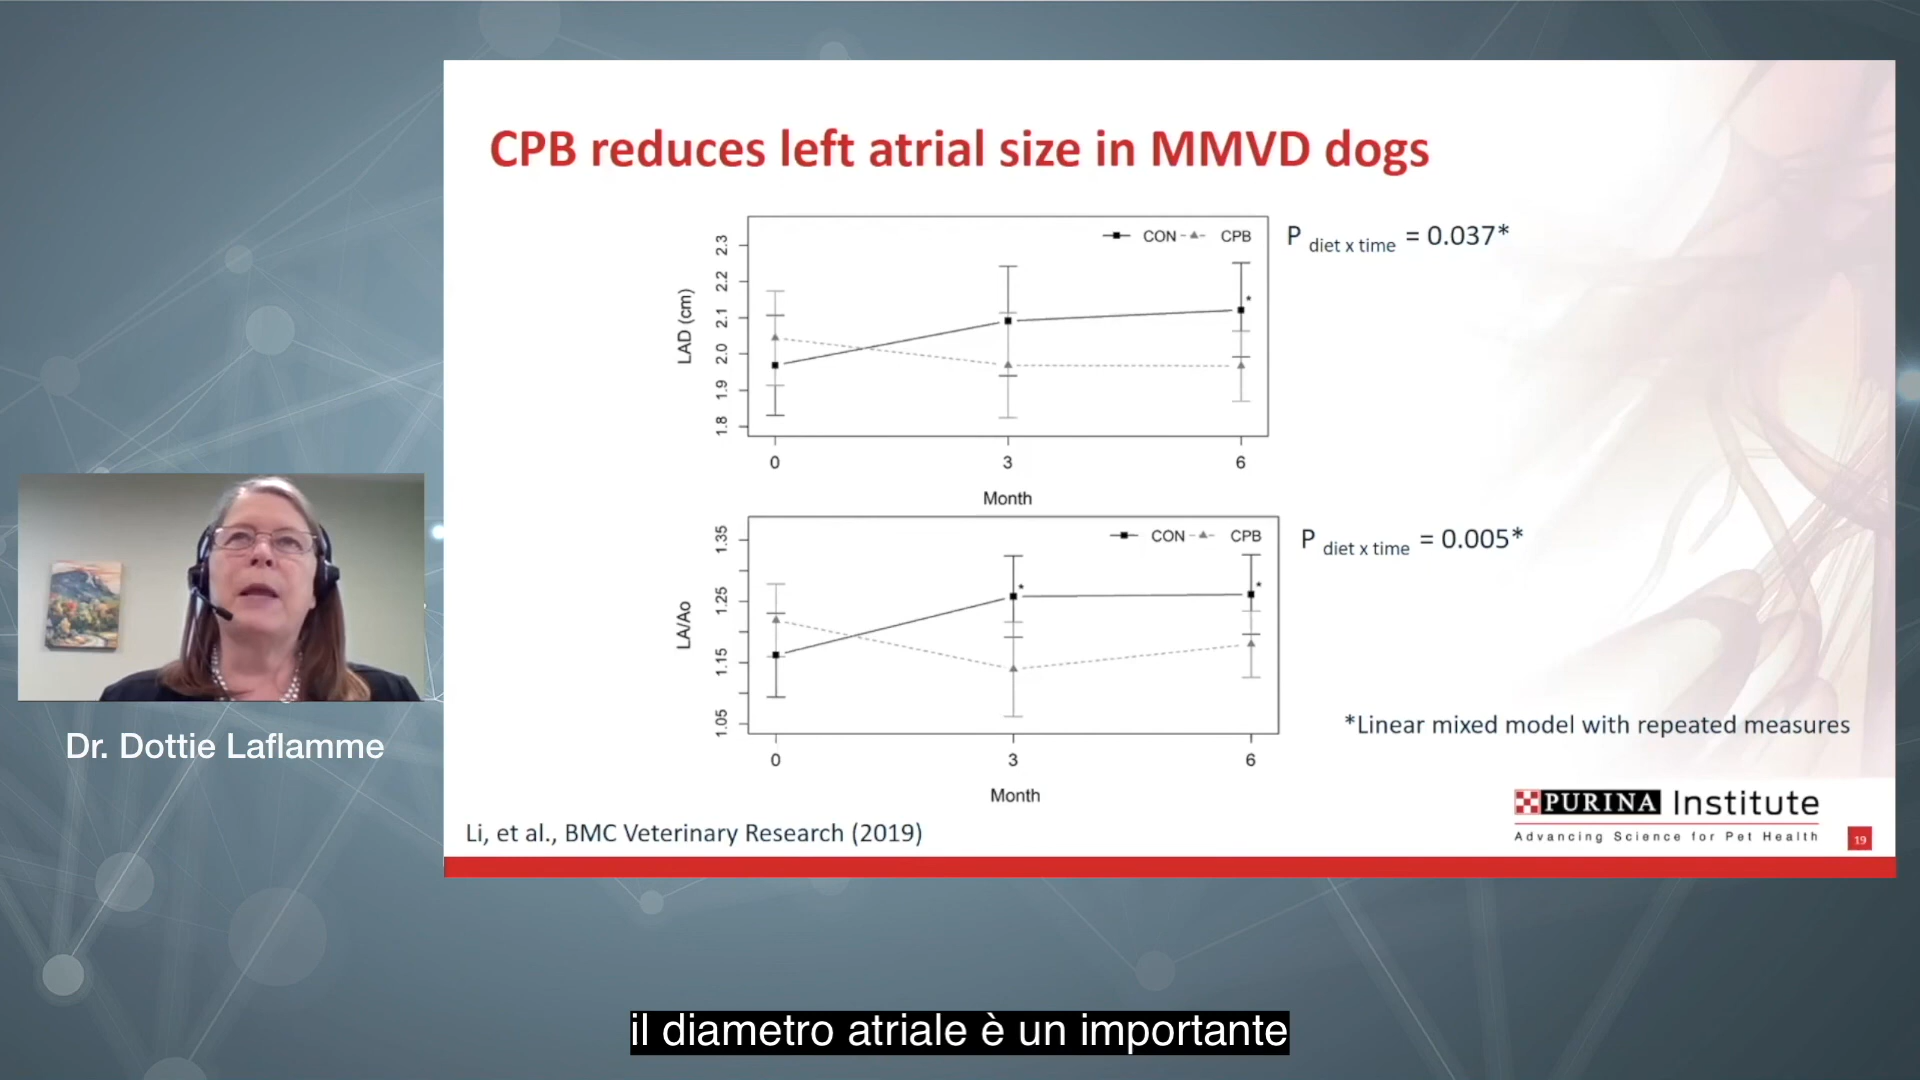 CPB reduces left atrial size in MMVD dogs
CON CPB
P diet x time = 0.037*
LAD (cm)
2.3
2.2
2.1
2.0
1.9
1.8
0 3 6
Month
CON CPB
P diet x time = 0.005*
LA/Ao
1.35
1.25
1.15
1.05
0 3 6
Month
*
*
*
*Linear mixed model with repeated measures
Dr. Dottie Laflamme
Li, et al., BMC Veterinary Research (2019)
PURINA Institute
Advancing Science for Pet Health
19
il diametro atriale è un importante